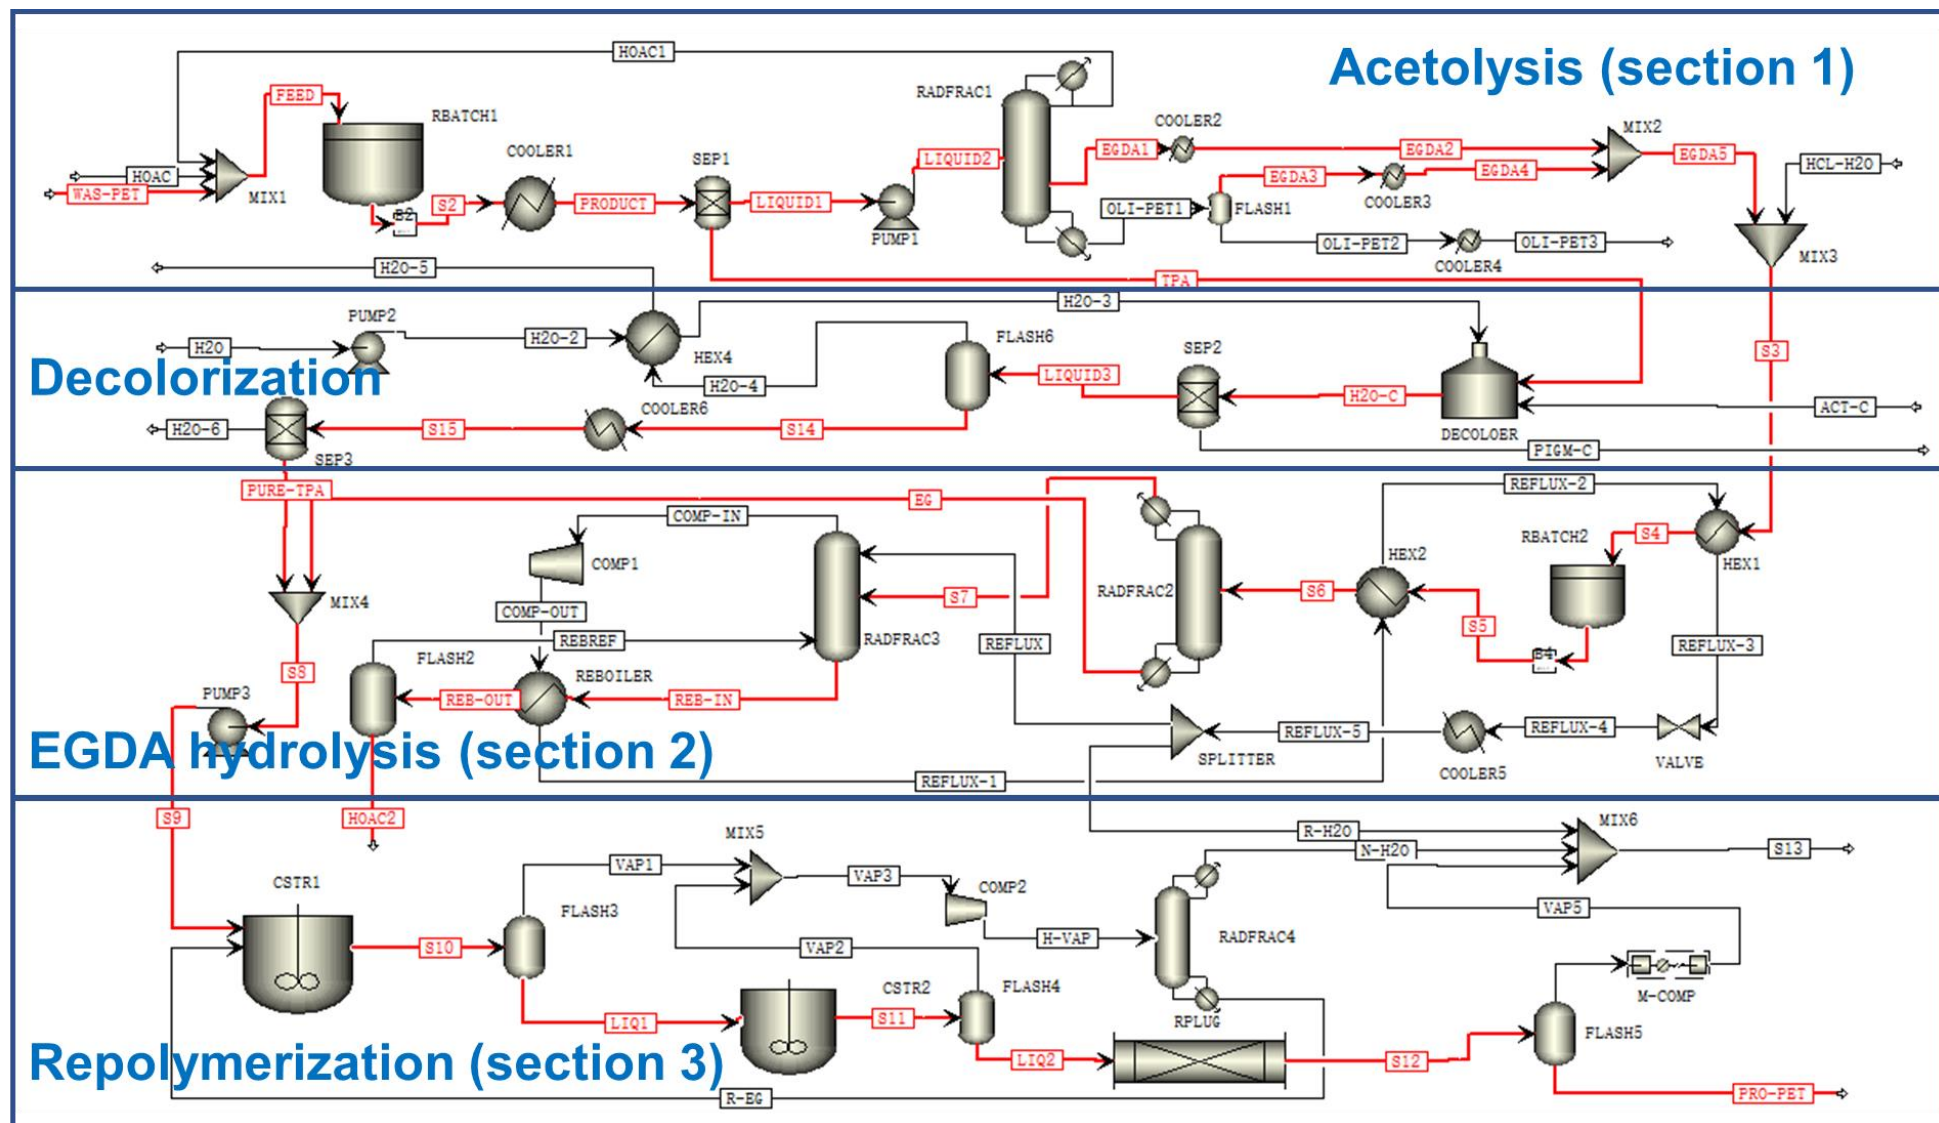 HOAC1
Acetolysis (section 1)
FEED
RBATCH1
RADFRAC1
COOLER2
MIX2
COOLER1
SEP1
LIQUID2
EGDA1
EGDA2
EGDA5
HCL-H2O
HOAC
WAS-PET
MIX1
S2
B2
PRODUCT
LIQUID1
EGDA3
EGDA4
COOLER3
PUMP1
OLI-PET1
FLASH1
OLI-PET2
OLI-PET3
COOLER4
MIX3
H2O-5
TPA
H2O-3
PUMP2
H2O
H2O-2
HEX4
FLASH6
SEP2
S3
Decolorization
H2O-4
LIQUID3
H2O-C
ACT-C
COOLER6
H2O-6
S15
S14
DECOLOER
SEP3
PIGM-C
PURE-TPA
EG
REFLUX-2
COMP-IN
COMP1
RBATCH2
S4
HEX1
HEX2
MIX4
COMP-OUT
S7
RADFRAC2
S6
S5
REBREF
RADFRAC3
REFLUX
REFLUX-3
FLASH2
B4
S8
REBOILER
PUMP3
REB-OUT
REB-IN
REFLUX-5
REFLUX-4
SPLITTER
COOLER5
VALVE
EGDA hydrolysis (section 2)
REFLUX-1
S9
HOAC2
MIX5
R-H2O
N-H2O
MIX6
S13
VAP1
VAP3
COMP2
CSTR1
FLASH3
VAP5
H-VAP
RADFRAC4
S10
VAP2
CSTR2
FLASH4
M-COMP
LIQ1
S11
RPLUG
FLASH5
Repolymerization (section 3)
LIQ2
S12
R-EG
PRO-PET